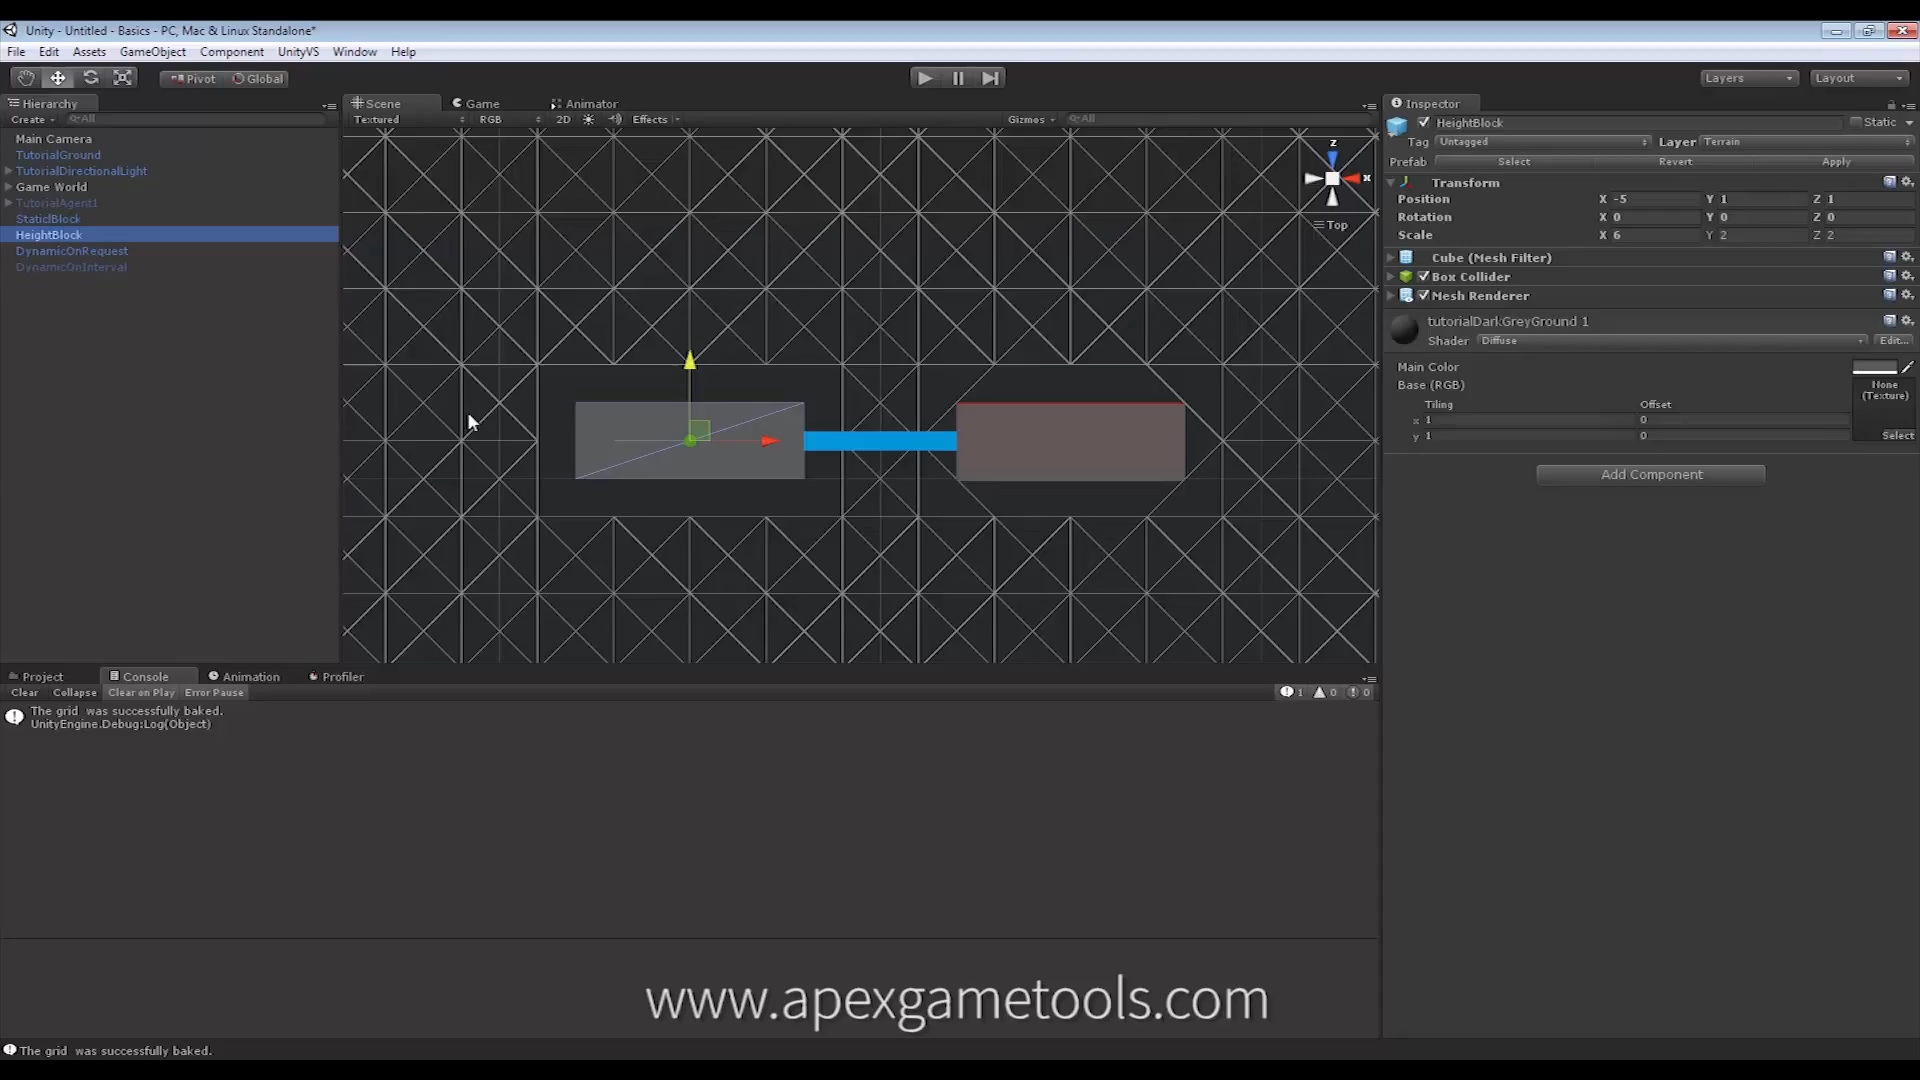 Unity - Untitled - Basics - PC, Mac & Linux Standalone*
File Edit Assets GameObject Component UnityVS Window Help
Pivot Global
Layers Layout
Hierarchy
Create All
Main Camera
TutorialGround
TutorialDirectionalLight
Game World
TutorialAgent1
StaticlBlock
HeightBlock
DynamicOnRequest
DynamicOnInterval
Scene Game Animator
Textured RGB 2D Effects Gizmos All
z
x
Top
Inspector
HeightBlock Static
Tag Untagged Layer Terrain
Prefab Select Revert Apply
Transform
Position X -5 Y 1 Z 1
Rotation X 0 Y 0 Z 0
Scale X 6 Y 2 Z 2
Cube (Mesh Filter)
Box Collider
Mesh Renderer
tutorialDarkGreyGround 1
Shader Diffuse Edit...
Main Color
Base (RGB)
None
(Texture)
Tiling Offset
x 1 0
y 1 0
Select
Add Component
Project Console Animation Profiler
Clear Collapse Clear on Play Error Pause 1 0 0
The grid was successfully baked.
UnityEngine.Debug:Log(Object)
www.apexgametools.com
The grid was successfully baked.